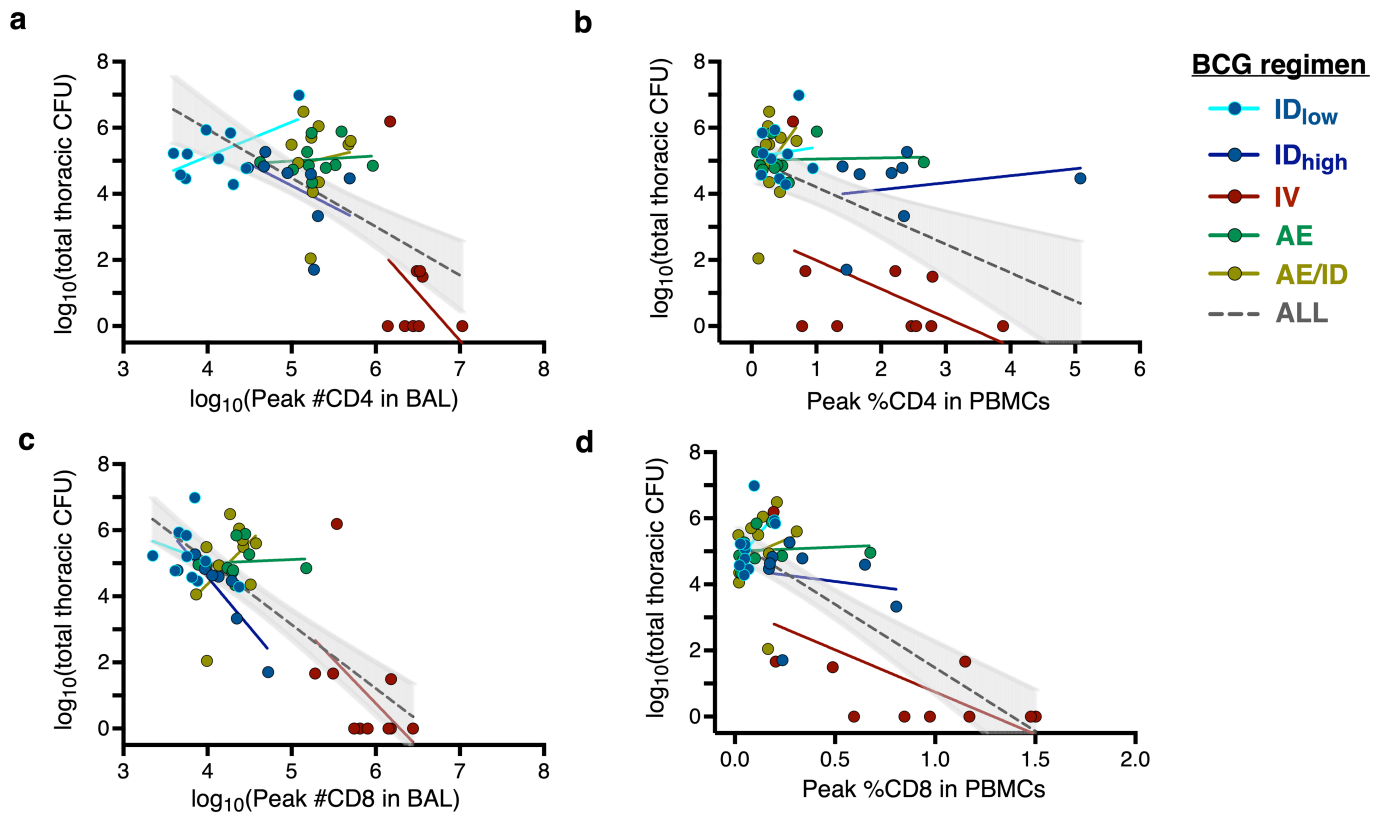 a
log10(total thoracic CFU)
8
6
4
2
0
3 4 5 6 7 8
log10(Peak #CD4 in BAL)
b
log10(total thoracic CFU)
8
6
4
2
0
0 1 2 3 4 5 6
Peak %CD4 in PBMCs
BCG regimen
IDlow
IDhigh
IV
AE
AE/ID
ALL
c
log10(total thoracic CFU)
8
6
4
2
0
3 4 5 6 7 8
log10(Peak #CD8 in BAL)
d
log10(total thoracic CFU)
8
6
4
2
0
0.0 0.5 1.0 1.5 2.0
Peak %CD8 in PBMCs